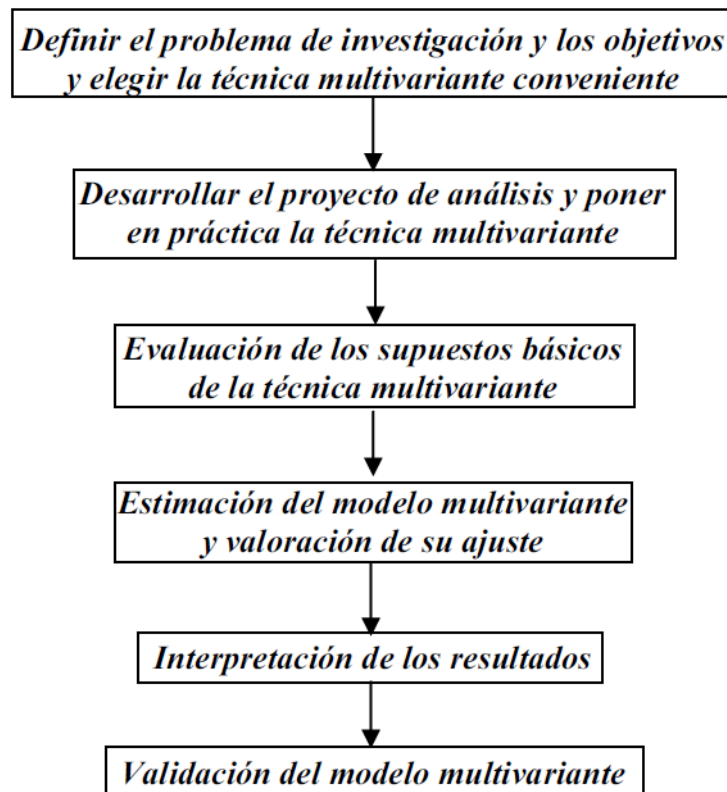 Definir el problema de investigación y los objetivos
y elegir la técnica multivariante conveniente
Desarrollar el proyecto de análisis y poner
en práctica la técnica multivariante
Evaluación de los supuestos básicos
de la técnica multivariante
Estimación del modelo multivariante
y valoración de su ajuste
Interpretación de los resultados
Validación del modelo multivariante